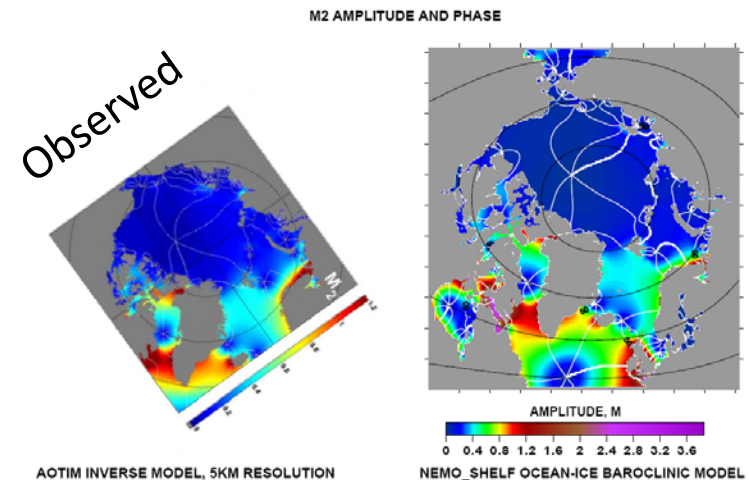 M2 AMPLITUDE AND PHASE
Observed
M2
AMPLITUDE, M
0 0.4 0.8 1.2 1.6 2 2.4 2.8 3.2 3.6
AOTIM INVERSE MODEL, 5KM RESOLUTION
NEMO_SHELF OCEAN-ICE BAROCLINIC MODEL